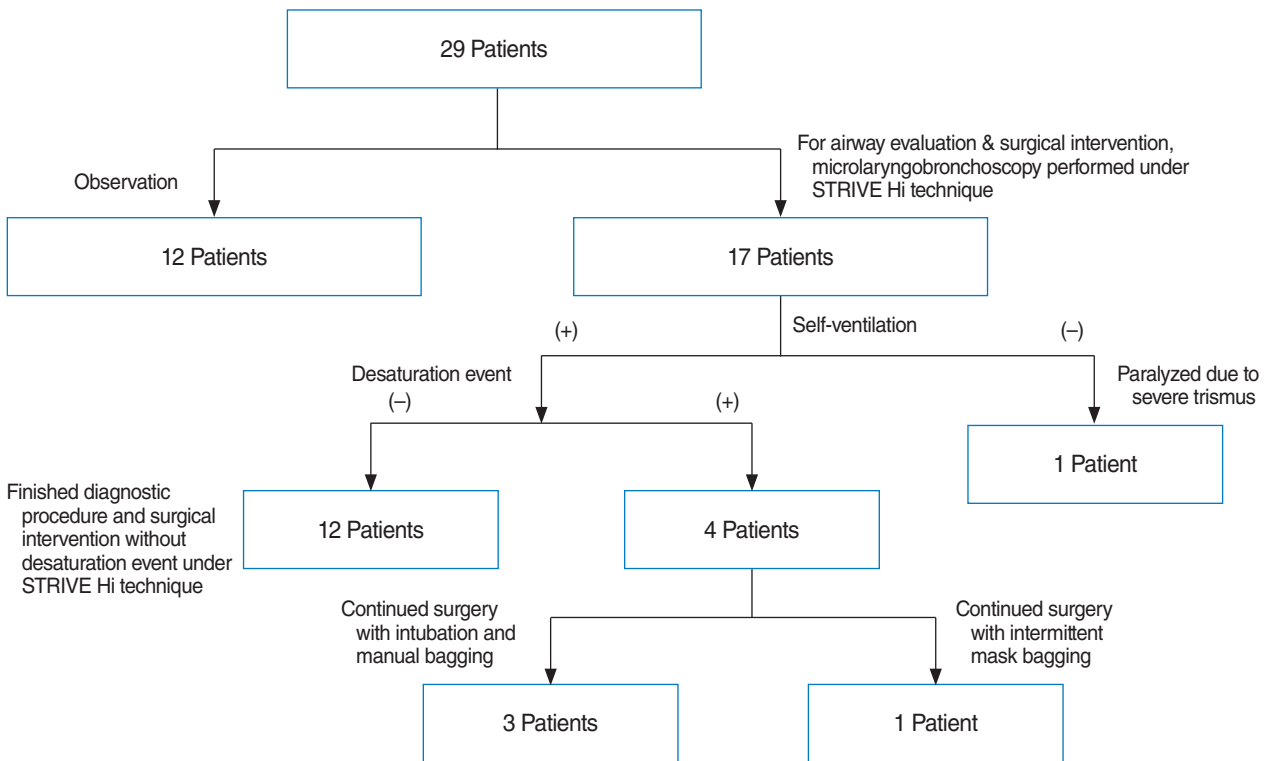 29 Patients
Observation
For airway evaluation & surgical intervention,
microlaryngobronchoscopy performed under
STRIVE Hi technique
12 Patients
17 Patients
Self-ventilation
(+)
(–)
Desaturation event
(–)
(+)
Paralyzed due to
severe trismus
1 Patient
Finished diagnostic
procedure and surgical
intervention without
desaturation event under
STRIVE Hi technique
12 Patients
4 Patients
Continued surgery
with intubation and
manual bagging
Continued surgery
with intermittent
mask bagging
3 Patients
1 Patient